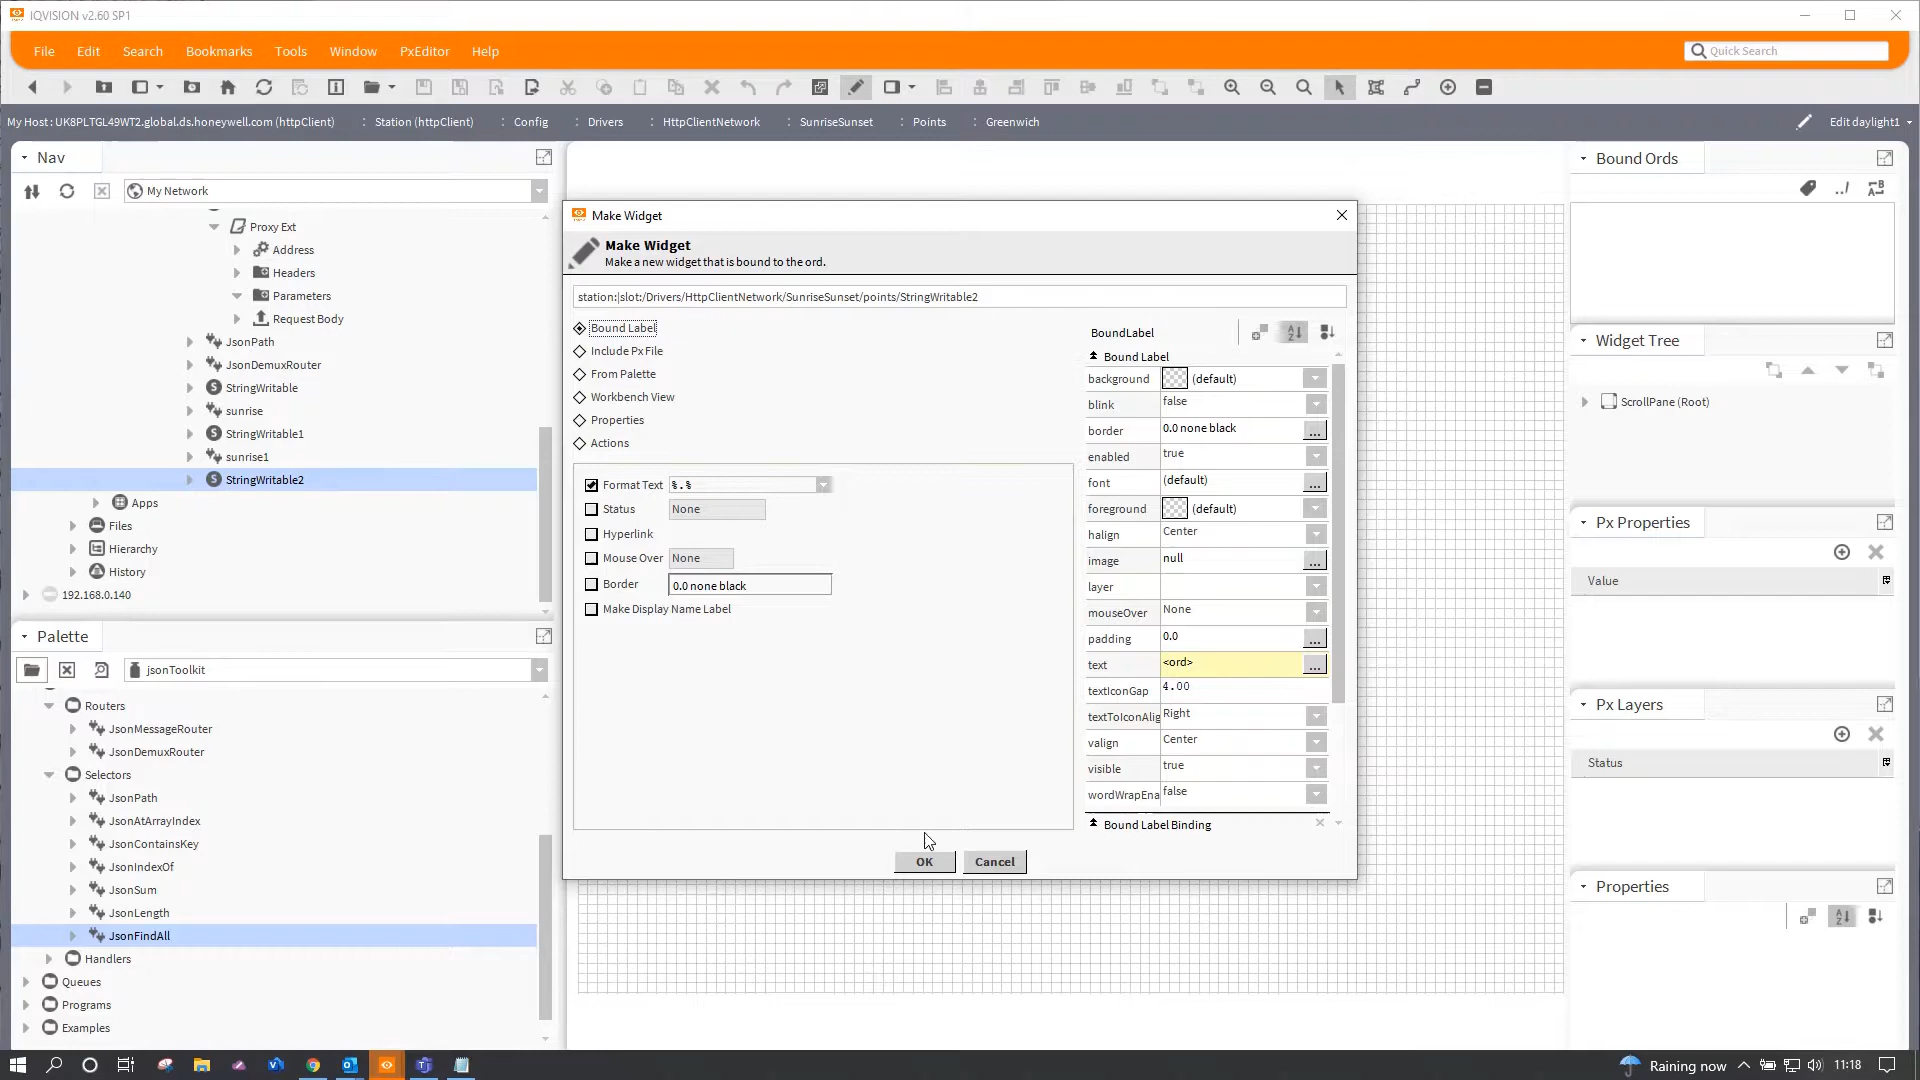 IQVISION v2.60 SP1
File Edit Search Bookmarks Tools Window PxEditor Help
Quick Search
My Host : UK8PLTGL49WT2.global.ds.honeywell.com (httpClient) : Station (httpClient) : Config : Drivers : HttpClientNetwork : SunriseSunset : Points : Greenwich
Edit daylight1
Nav
My Network
Proxy Ext
Address
Headers
Parameters
Request Body
JsonPath
JsonDemuxRouter
StringWritable
sunrise
StringWritable1
sunrise1
StringWritable2
Apps
Files
Hierarchy
History
192.168.0.140
Palette
jsonToolkit
Routers
JsonMessageRouter
JsonDemuxRouter
Selectors
JsonPath
JsonAtArrayIndex
JsonContainsKey
JsonIndexOf
JsonSum
JsonLength
JsonFindAll
Handlers
Queues
Programs
Examples
Make Widget
Make Widget
Make a new widget that is bound to the ord.
station:|slot:/Drivers/HttpClientNetwork/SunriseSunset/points/StringWritable2
Bound Label
Include Px File
From Palette
Workbench View
Properties
Actions
Format Text %.%
Status None
Hyperlink
Mouse Over None
Border 0.0 none black
Make Display Name Label
BoundLabel
Bound Label
background (default)
blink false
border 0.0 none black ...
enabled true
font (default) ...
foreground (default)
halign Center
image null ...
layer
mouseOver None
padding 0.0 ...
text <ord> ...
textIconGap 4.00
textToIconAlig Right
valign Center
visible true
wordWrapEna false
Bound Label Binding
OK Cancel
Bound Ords
Widget Tree
ScrollPane (Root)
Px Properties
Value
Px Layers
Status
Properties
Raining now
11:18